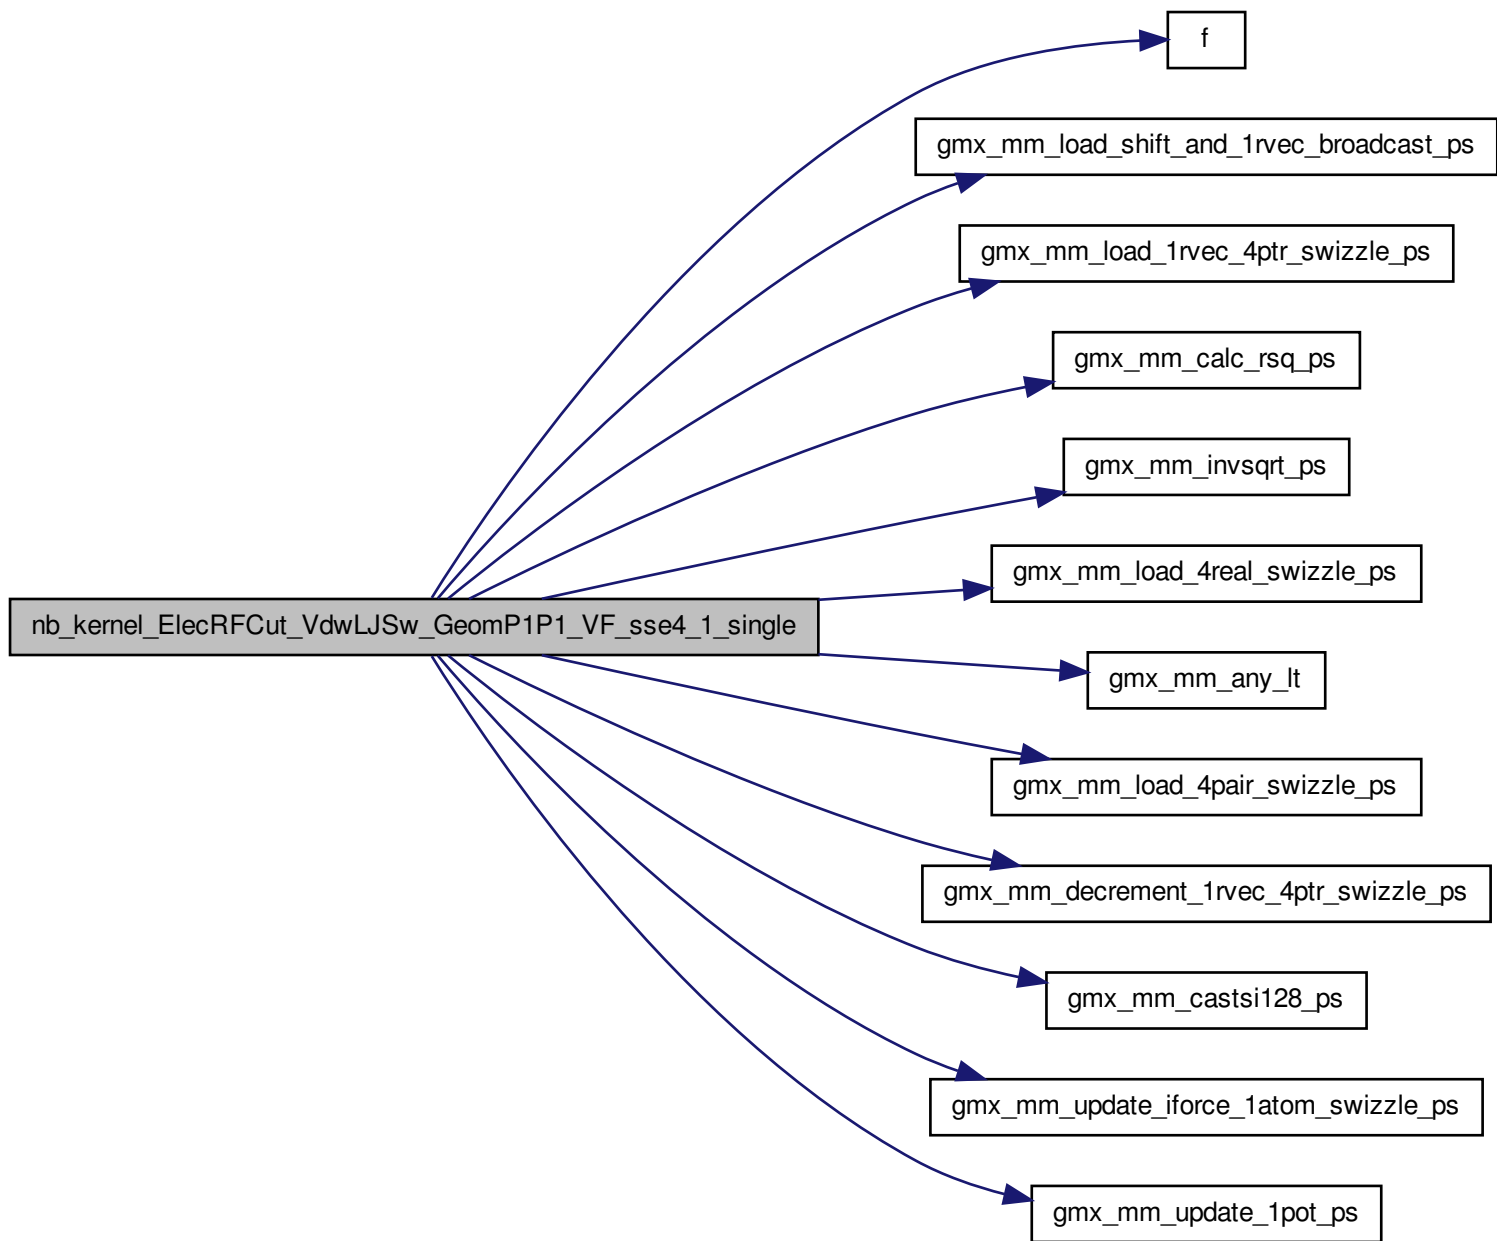 f
gmx_mm_load_shift_and_1rvec_broadcast_ps
gmx_mm_load_1rvec_4ptr_swizzle_ps
gmx_mm_calc_rsq_ps
gmx_mm_invsqrt_ps
gmx_mm_load_4real_swizzle_ps
nb_kernel_ElecRFCut_VdwLJSw_GeomP1P1_VF_sse4_1_single
gmx_mm_any_lt
gmx_mm_load_4pair_swizzle_ps
gmx_mm_decrement_1rvec_4ptr_swizzle_ps
gmx_mm_castsi128_ps
gmx_mm_update_iforce_1atom_swizzle_ps
gmx_mm_update_1pot_ps